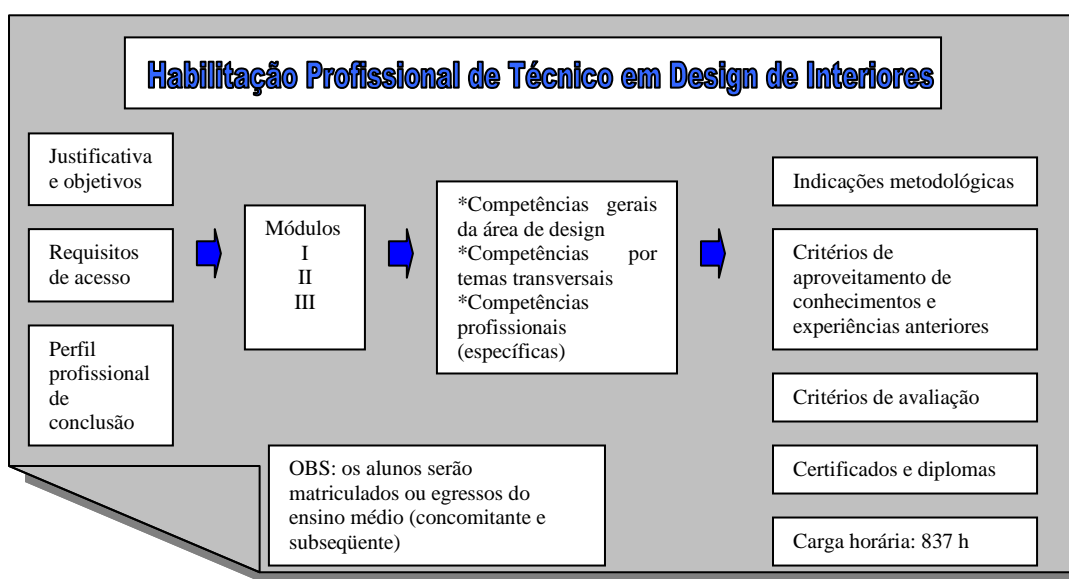 Habilitação Profissional de Técnico em Design de Interiores
Justificativa
e objetivos
Requisitos
de acesso
Perfil
profissional
de
conclusão
Módulos
I
II
III
*Competências gerais
da área de design
*Competências por
temas transversais
*Competências
profissionais
(específicas)
OBS: os alunos serão
matriculados ou egressos do
ensino médio (concomitante e
subseqüente)
Indicações metodológicas
Critérios de
aproveitamento de
conhecimentos e
experiências anteriores
Critérios de avaliação
Certificados e diplomas
Carga horária: 837 h